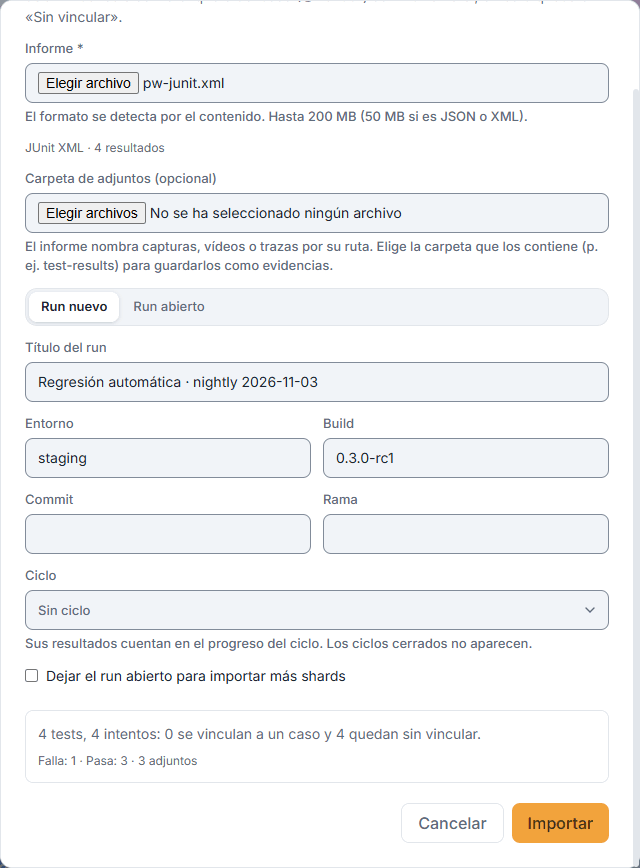 «Sin vincular».
Informe *
Elegir archivo pw-junit.xml
El formato se detecta por el contenido. Hasta 200 MB (50 MB si es JSON o XML).
JUnit XML · 4 resultados
Carpeta de adjuntos (opcional)
Elegir archivos No se ha seleccionado ningún archivo
El informe nombra capturas, vídeos o trazas por su ruta. Elige la carpeta que los contiene (p.
ej. test-results) para guardarlos como evidencias.
Run nuevo Run abierto
Título del run
Regresión automática · nightly 2026-11-03
Entorno Build
staging 0.3.0-rc1
Commit Rama
Ciclo
Sin ciclo
Sus resultados cuentan en el progreso del ciclo. Los ciclos cerrados no aparecen.
Dejar el run abierto para importar más shards
4 tests, 4 intentos: 0 se vinculan a un caso y 4 quedan sin vincular.
Falla: 1 · Pasa: 3 · 3 adjuntos
Cancelar Importar